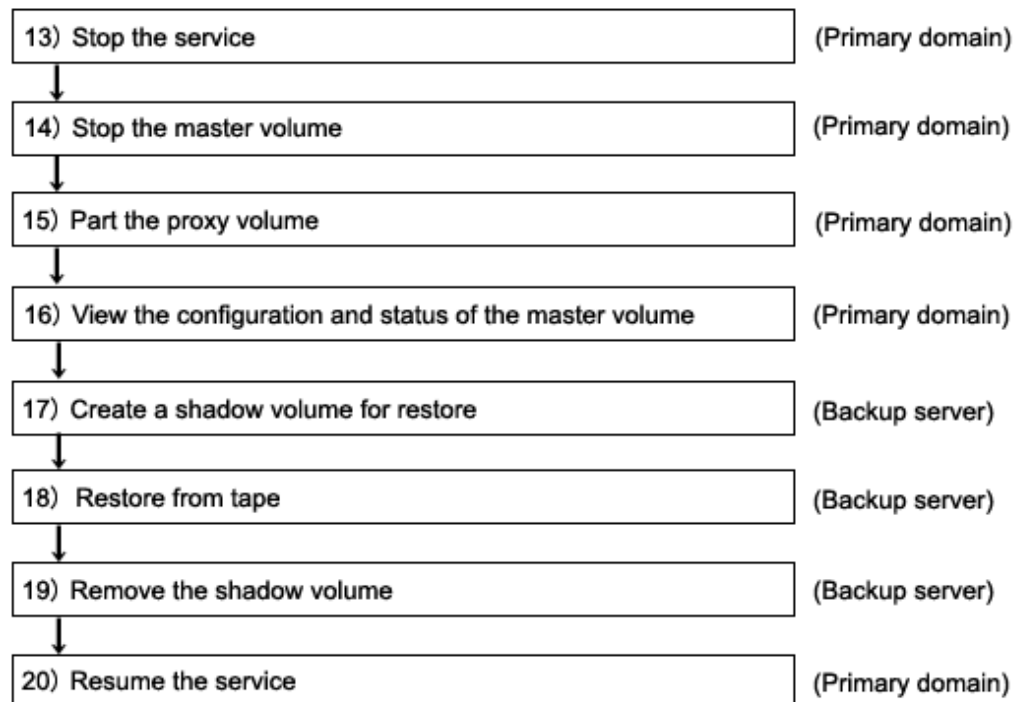 13) Stop the service (Primary domain)
14) Stop the master volume (Primary domain)
15) Part the proxy volume (Primary domain)
16) View the configuration and status of the master volume (Primary domain)
17) Create a shadow volume for restore (Backup server)
18) Restore from tape (Backup server)
19) Remove the shadow volume (Backup server)
20) Resume the service (Primary domain)